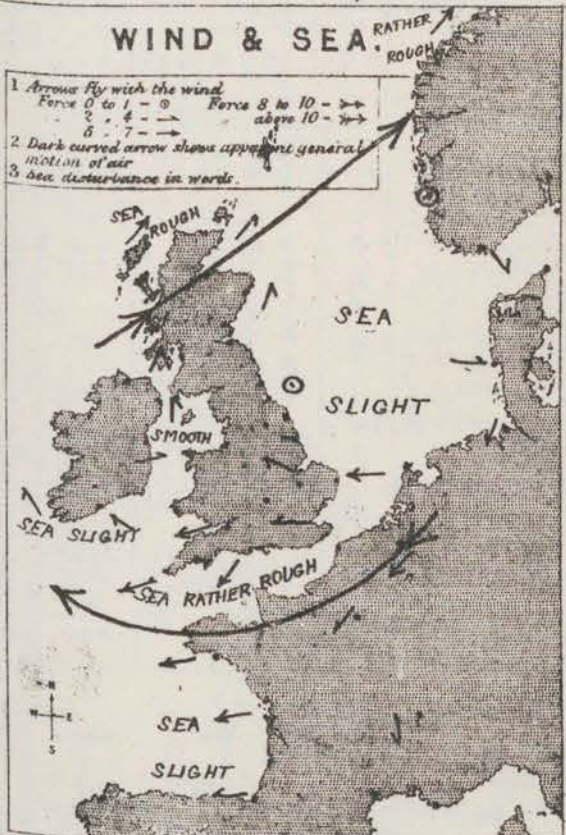 WIND & SEA.
RATHER
ROUGH
1 Arrows fly with the wind
Force 0 to 1 - ⊙ Force 8 to 10 -
2 . 4 - above 10 -
5 . 7 -
2 Dark curved arrow shows apparent general
motion of air
3 Sea disturbance in words.
SEA
ROUGH
SEA
SLIGHT
SMOOTH
SEA SLIGHT
SEA RATHER ROUGH
N
W E
S
SEA
SLIGHT